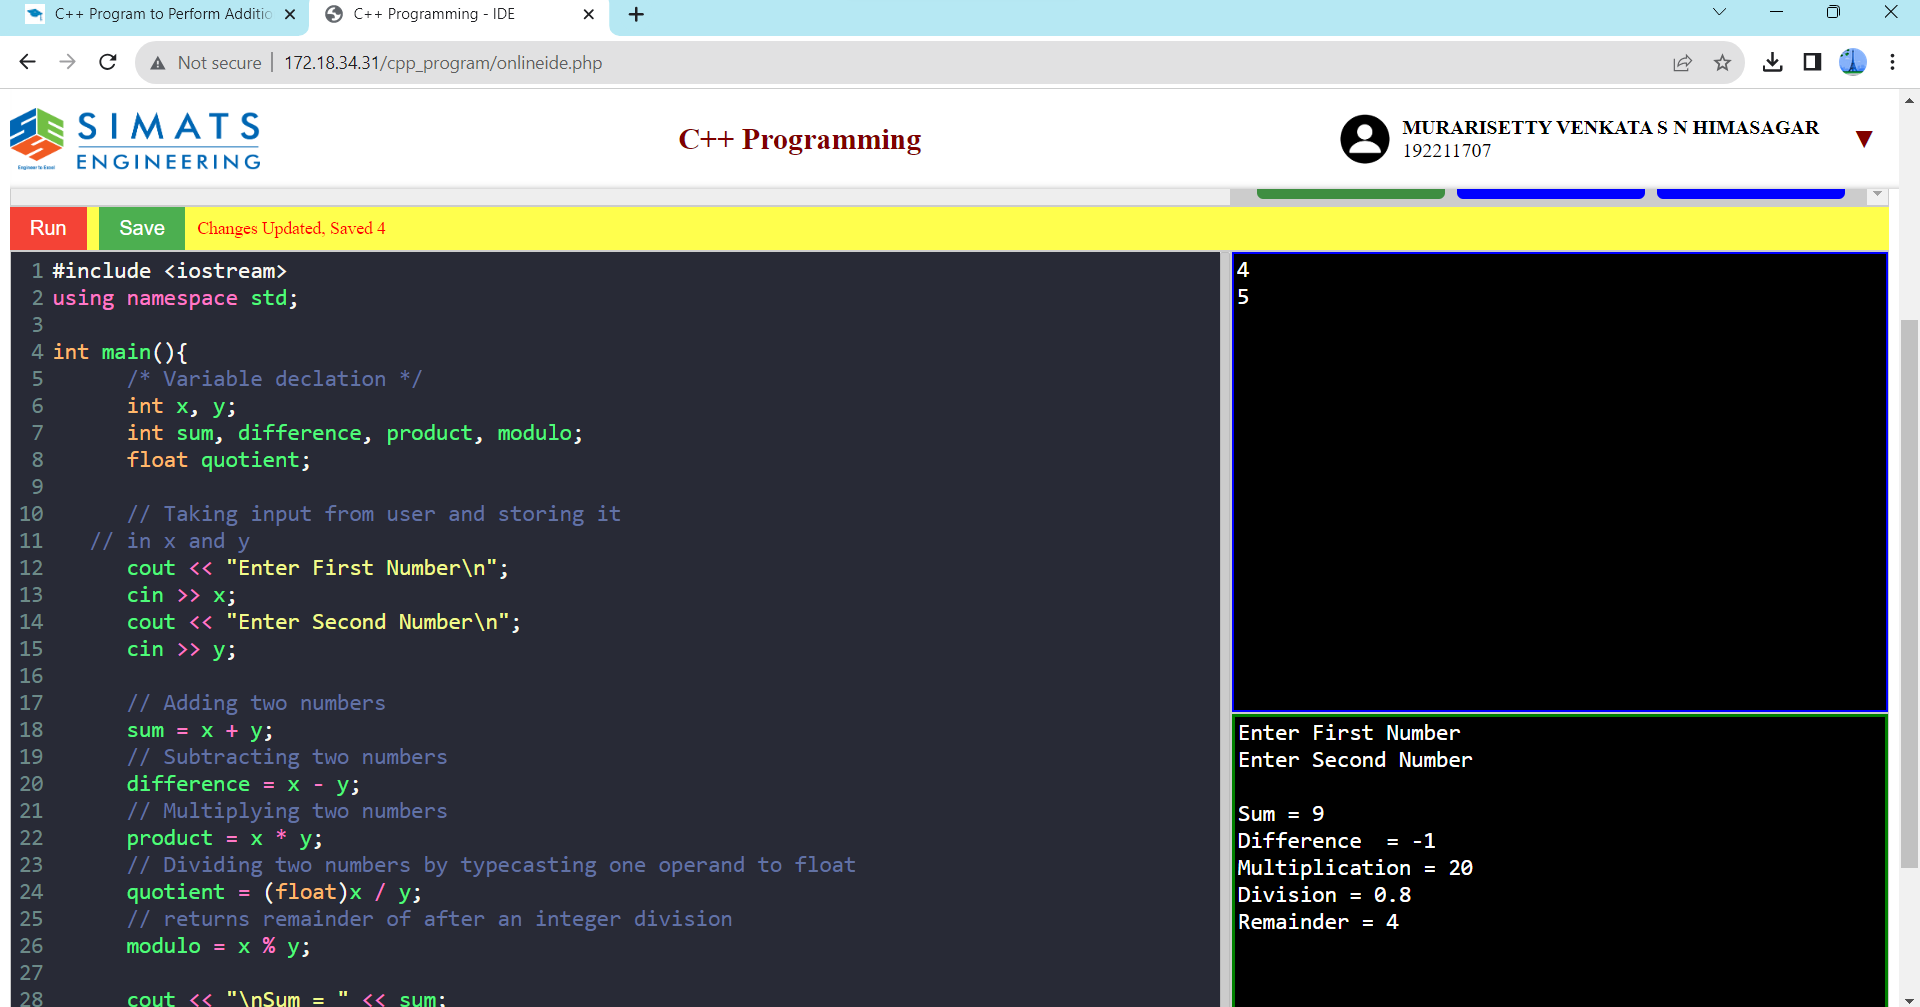 C++ Program to Perform Additio
C++ Programming - IDE
Not secure | 172.18.34.31/cpp_program/onlineide.php
SIMATS
ENGINEERING
Engineer to Excel
C++ Programming
MURARISETTY VENKATA S N HIMASAGAR
192211707
Run Save Changes Updated, Saved 4
1 #include <iostream>
2 using namespace std;
3
4 int main(){
5 /* Variable declation */
6 int x, y;
7 int sum, difference, product, modulo;
8 float quotient;
9
10 // Taking input from user and storing it
11 // in x and y
12 cout << "Enter First Number\n";
13 cin >> x;
14 cout << "Enter Second Number\n";
15 cin >> y;
16
17 // Adding two numbers
18 sum = x + y;
19 // Subtracting two numbers
20 difference = x - y;
21 // Multiplying two numbers
22 product = x * y;
23 // Dividing two numbers by typecasting one operand to float
24 quotient = (float)x / y;
25 // returns remainder of after an integer division
26 modulo = x % y;
27
28 cout << "\nSum = " << sum;
4
5
Enter First Number
Enter Second Number
Sum = 9
Difference  = -1
Multiplication = 20
Division = 0.8
Remainder = 4